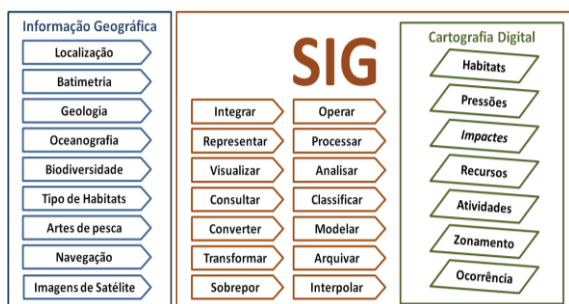 Informação Geográfica
Localização
Batimetria
Geologia
Oceanografia
Biodiversidade
Tipo de Habitats
Artes de pesca
Navegação
Imagens de Satélite
SIG
Integrar
Operar
Representar
Processar
Visualizar
Analisar
Consultar
Classificar
Converter
Modelar
Transformar
Arquivar
Sobrepor
Interpolar
Cartografia Digital
Habitats
Pressões
Impactes
Recursos
Atividades
Zonamento
Ocorrência